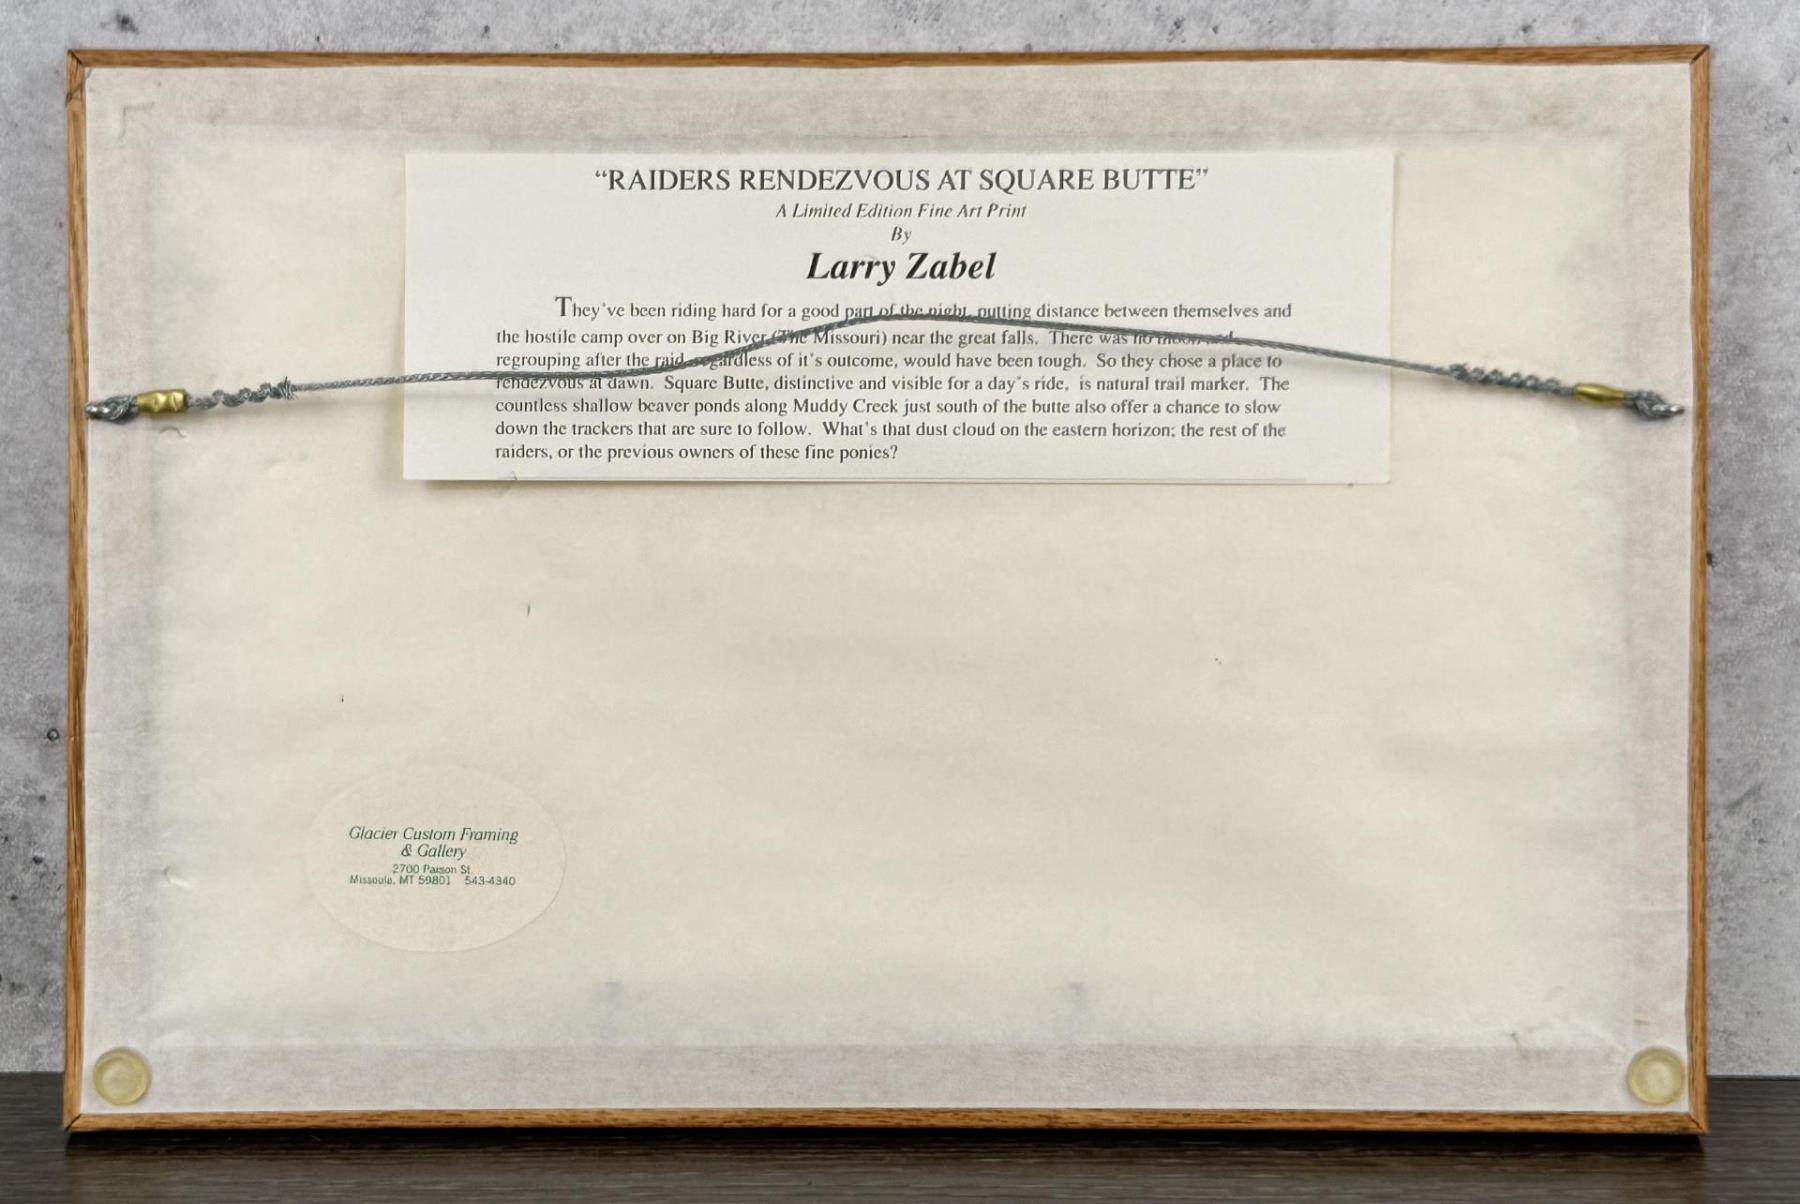 “RAIDERS RENDEZVOUS AT SQUARE BUTTE”
A Limited Edition Fine Art Print
By
Larry Zabel
They've been riding hard for a good part of the night, putting distance between themselves and
the hostile camp over on Big River (The Missouri) near the great falls. There was no moon and
regrouping after the raid, regardless of it's outcome, would have been tough. So they chose a place to
rendezvous at dawn. Square Butte, distinctive and visible for a day's ride, is natural trail marker. The
countless shallow beaver ponds along Muddy Creek just south of the butte also offer a chance to slow
down the trackers that are sure to follow. What's that dust cloud on the eastern horizon; the rest of the
raiders, or the previous owners of these fine ponies?
Glacier Custom Framing
& Gallery
2700 St.
Missoula, MT 59801 543-4340